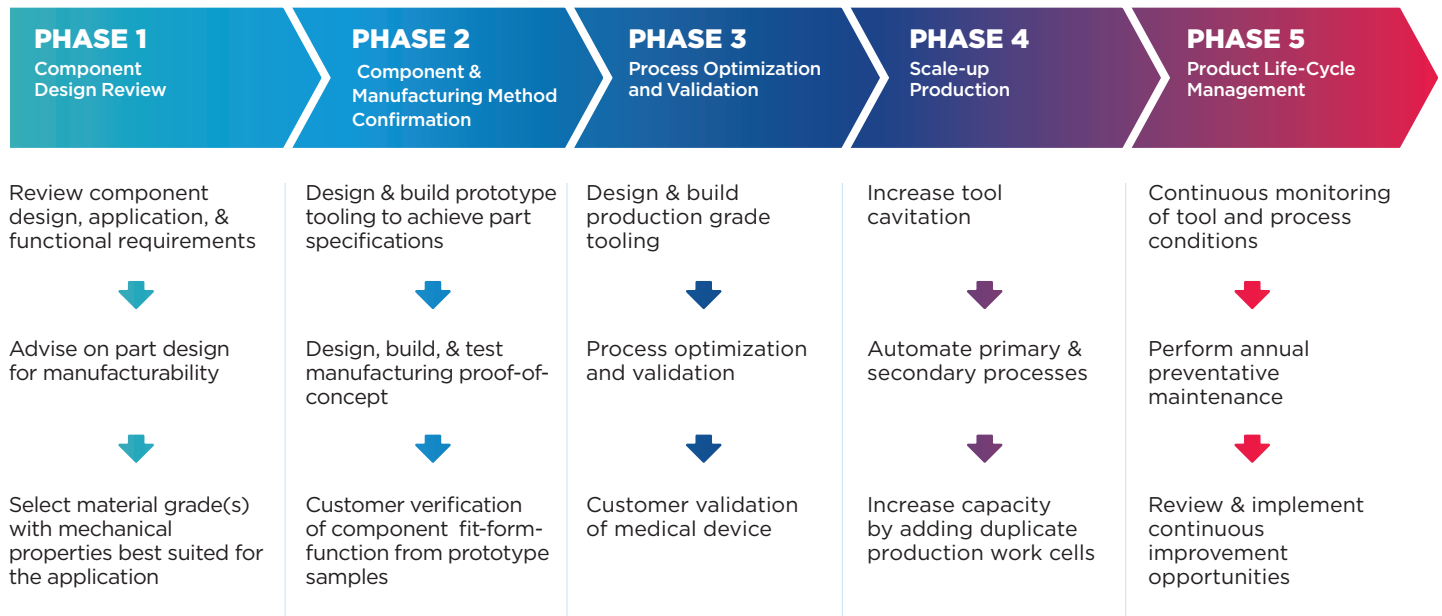 PHASE 1
Component
Design Review
PHASE 2
Component &
Manufacturing Method
Confirmation
PHASE 3
Process Optimization
and Validation
PHASE 4
Scale-up
Production
PHASE 5
Product Life-Cycle
Management
Review component
design, application, &
functional requirements
Advise on part design
for manufacturability
Select material grade(s)
with mechanical
properties best suited for
the application
Design & build prototype
tooling to achieve part
specifications
Design, build, & test
manufacturing proof-of-
concept
Customer verification
of component fit-form-
function from prototype
samples
Design & build
production grade
tooling
Process optimization
and validation
Customer validation
of medical device
Increase tool
cavitation
Automate primary &
secondary processes
Increase capacity
by adding duplicate
production work cells
Continuous monitoring
of tool and process
conditions
Perform annual
preventative
maintenance
Review & implement
continuous
improvement
opportunities